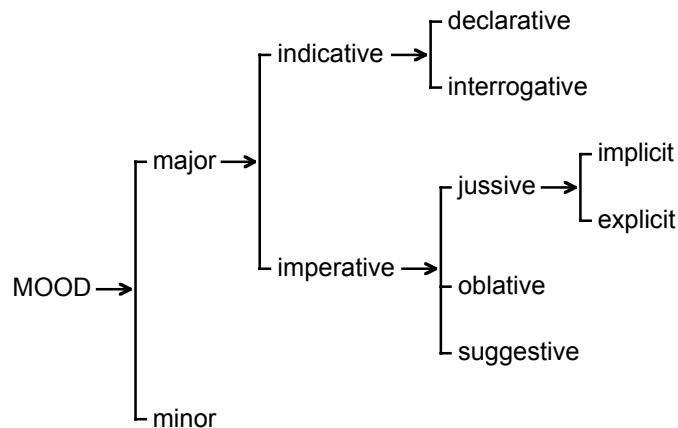 declarative
indicative
interrogative
major
implicit
jussive
explicit
imperative
MOOD
oblative
suggestive
minor